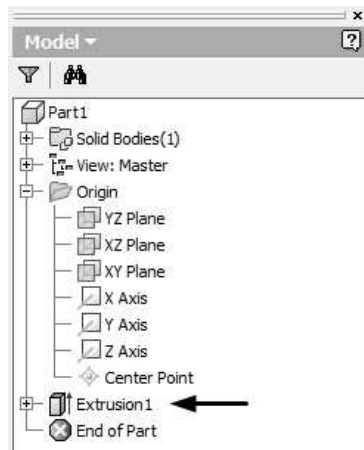 Model
Part1
Solid Bodies(1)
View: Master
Origin
YZ Plane
XZ Plane
XY Plane
X Axis
Y Axis
Z Axis
Center Point
Extrusion1
End of Part